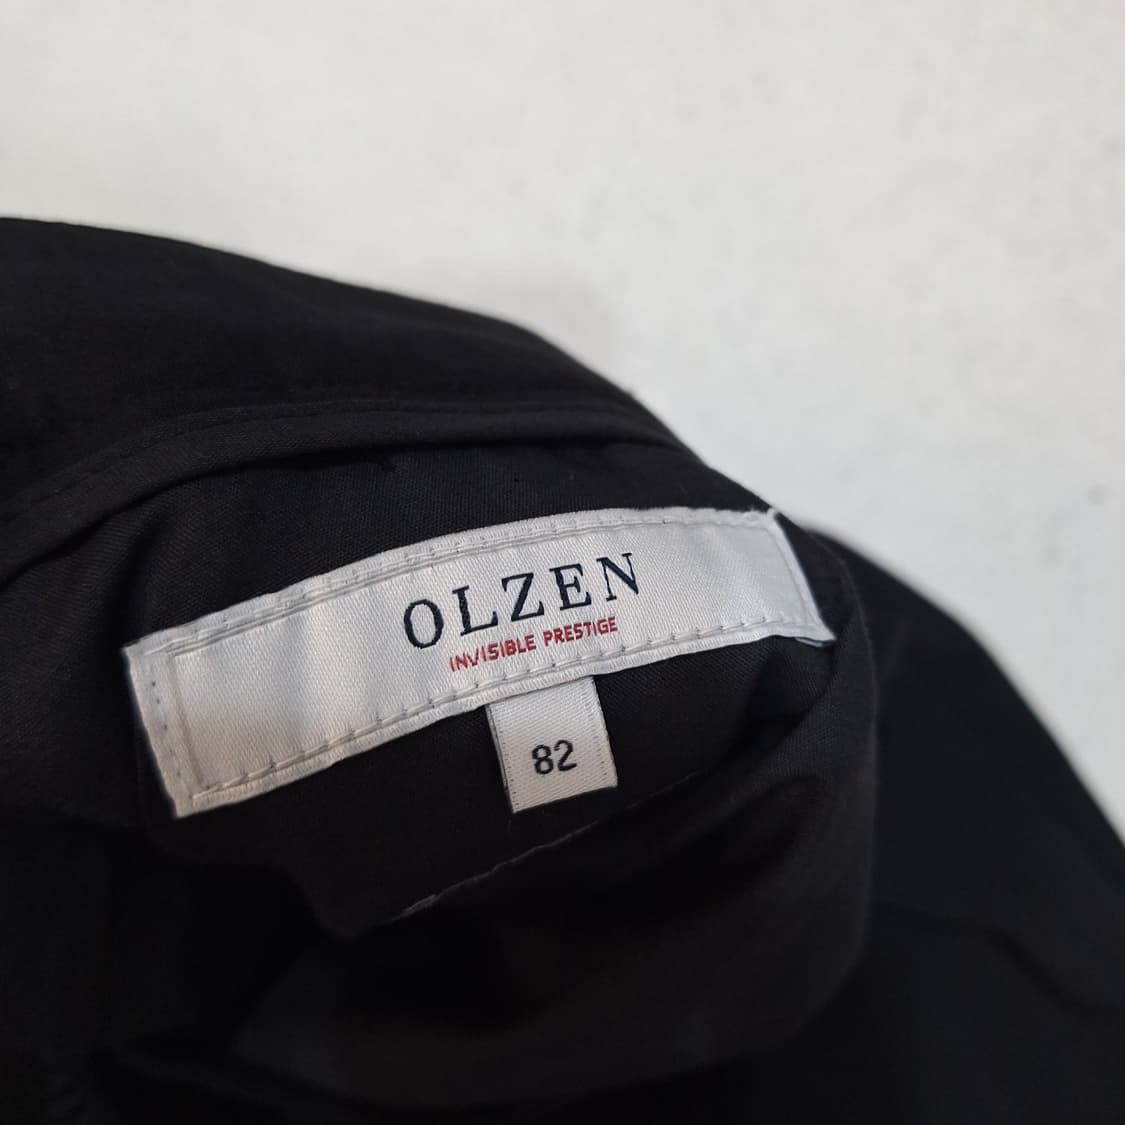 OLZEN
INVISIBLE PRESTIGE
82